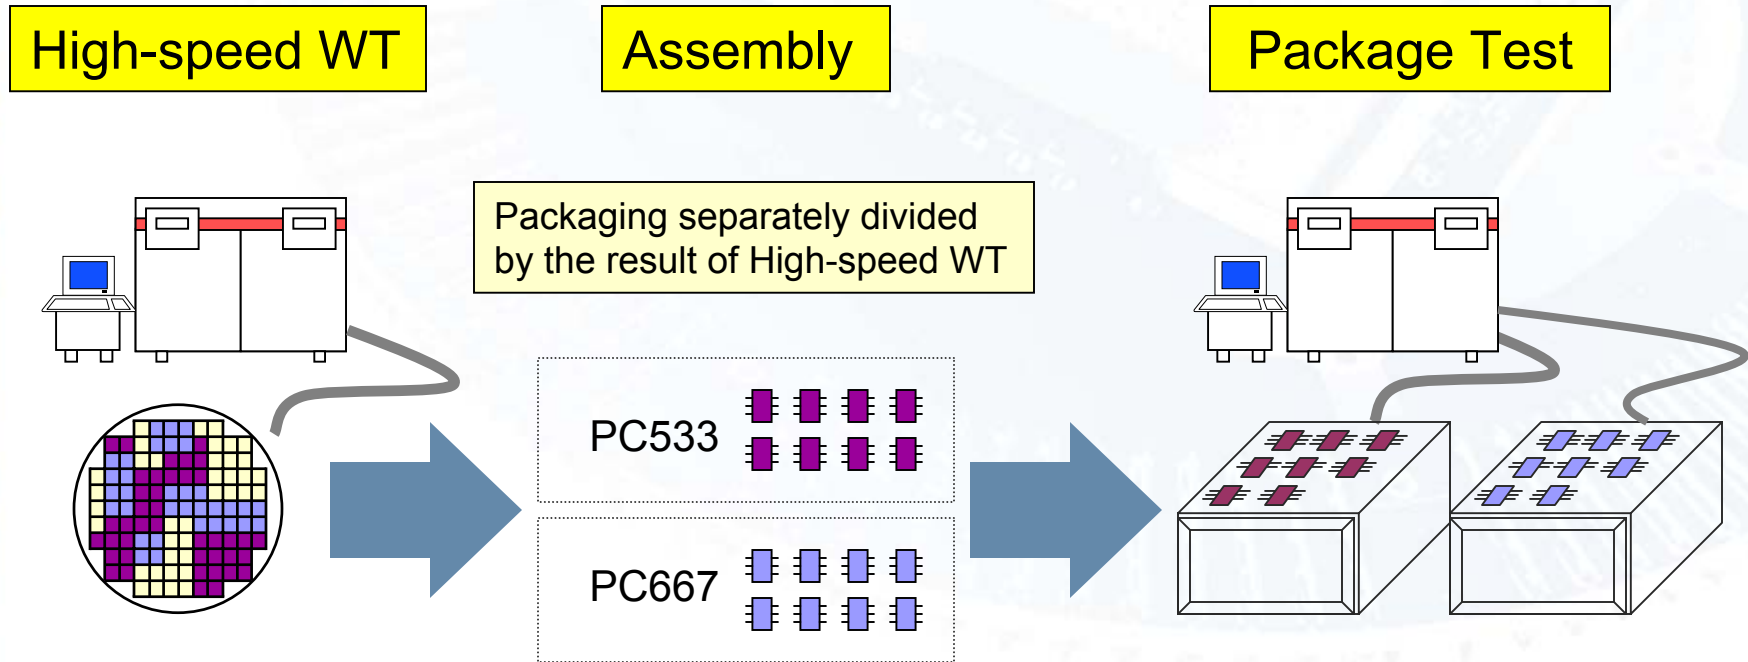 High-speed WT
Assembly
Package Test
Packaging separately divided
by the result of High-speed WT
PC533
PC667